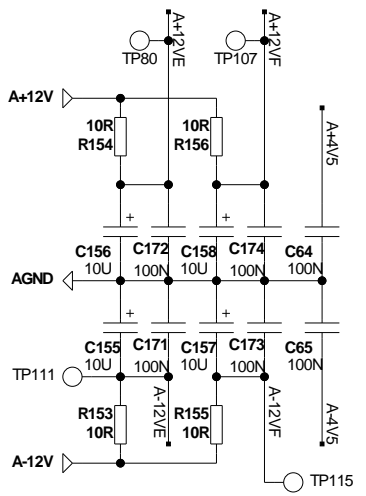 A+12VE
A+12VF
TP80
TP107
A+12V
10R
R154
10R
R156
A+4V5
+
+
C156
10U
C172
100N
C158
10U
C174
100N
C64
100N
AGND
+
+
C155
10U
C171
100N
C157
10U
C173
100N
C65
100N
TP111
A-12VE
A-12VF
A-4V5
R153
10R
R155
10R
A-12V
TP115